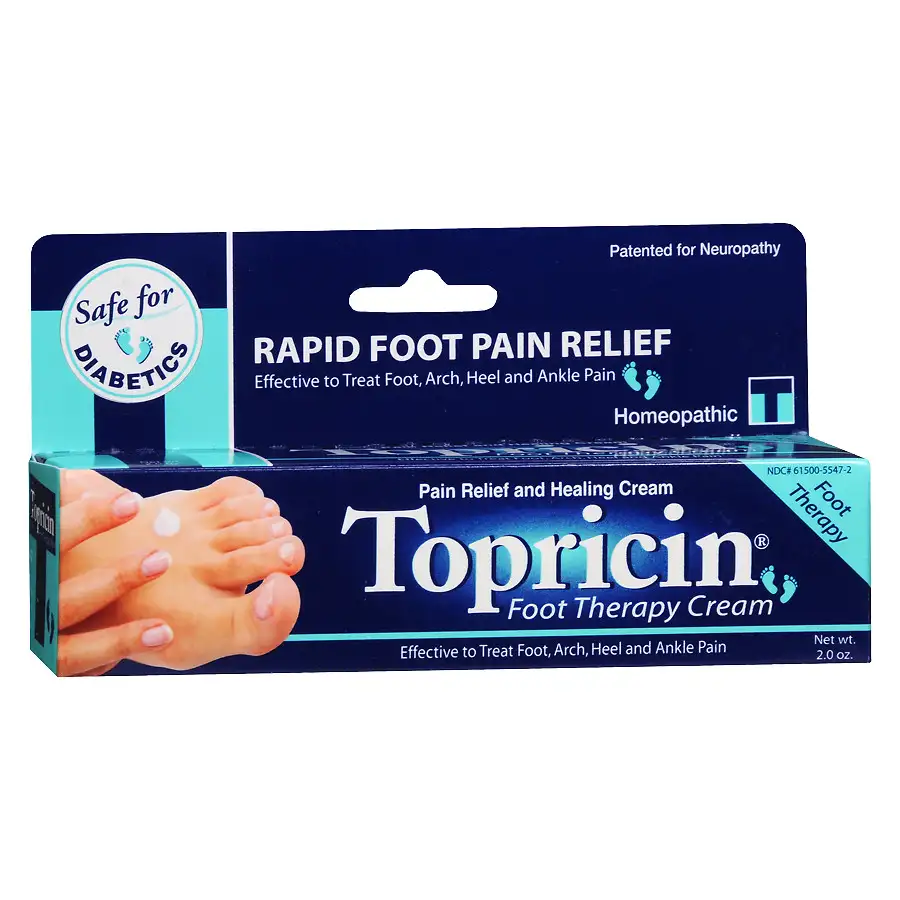 Safe for
DIABETICS
Patented for Neuropathy
RAPID FOOT PAIN RELIEF
Effective to Treat Foot, Arch, Heel and Ankle Pain
Homeopathic
T
Topricin
NDC# 61500-5547-2
Foot
Therapy
Pain Relief and Healing Cream
Topricin®
Foot Therapy Cream
Effective to Treat Foot, Arch, Heel and Ankle Pain
Net wt.
2.0 oz.
Topricin